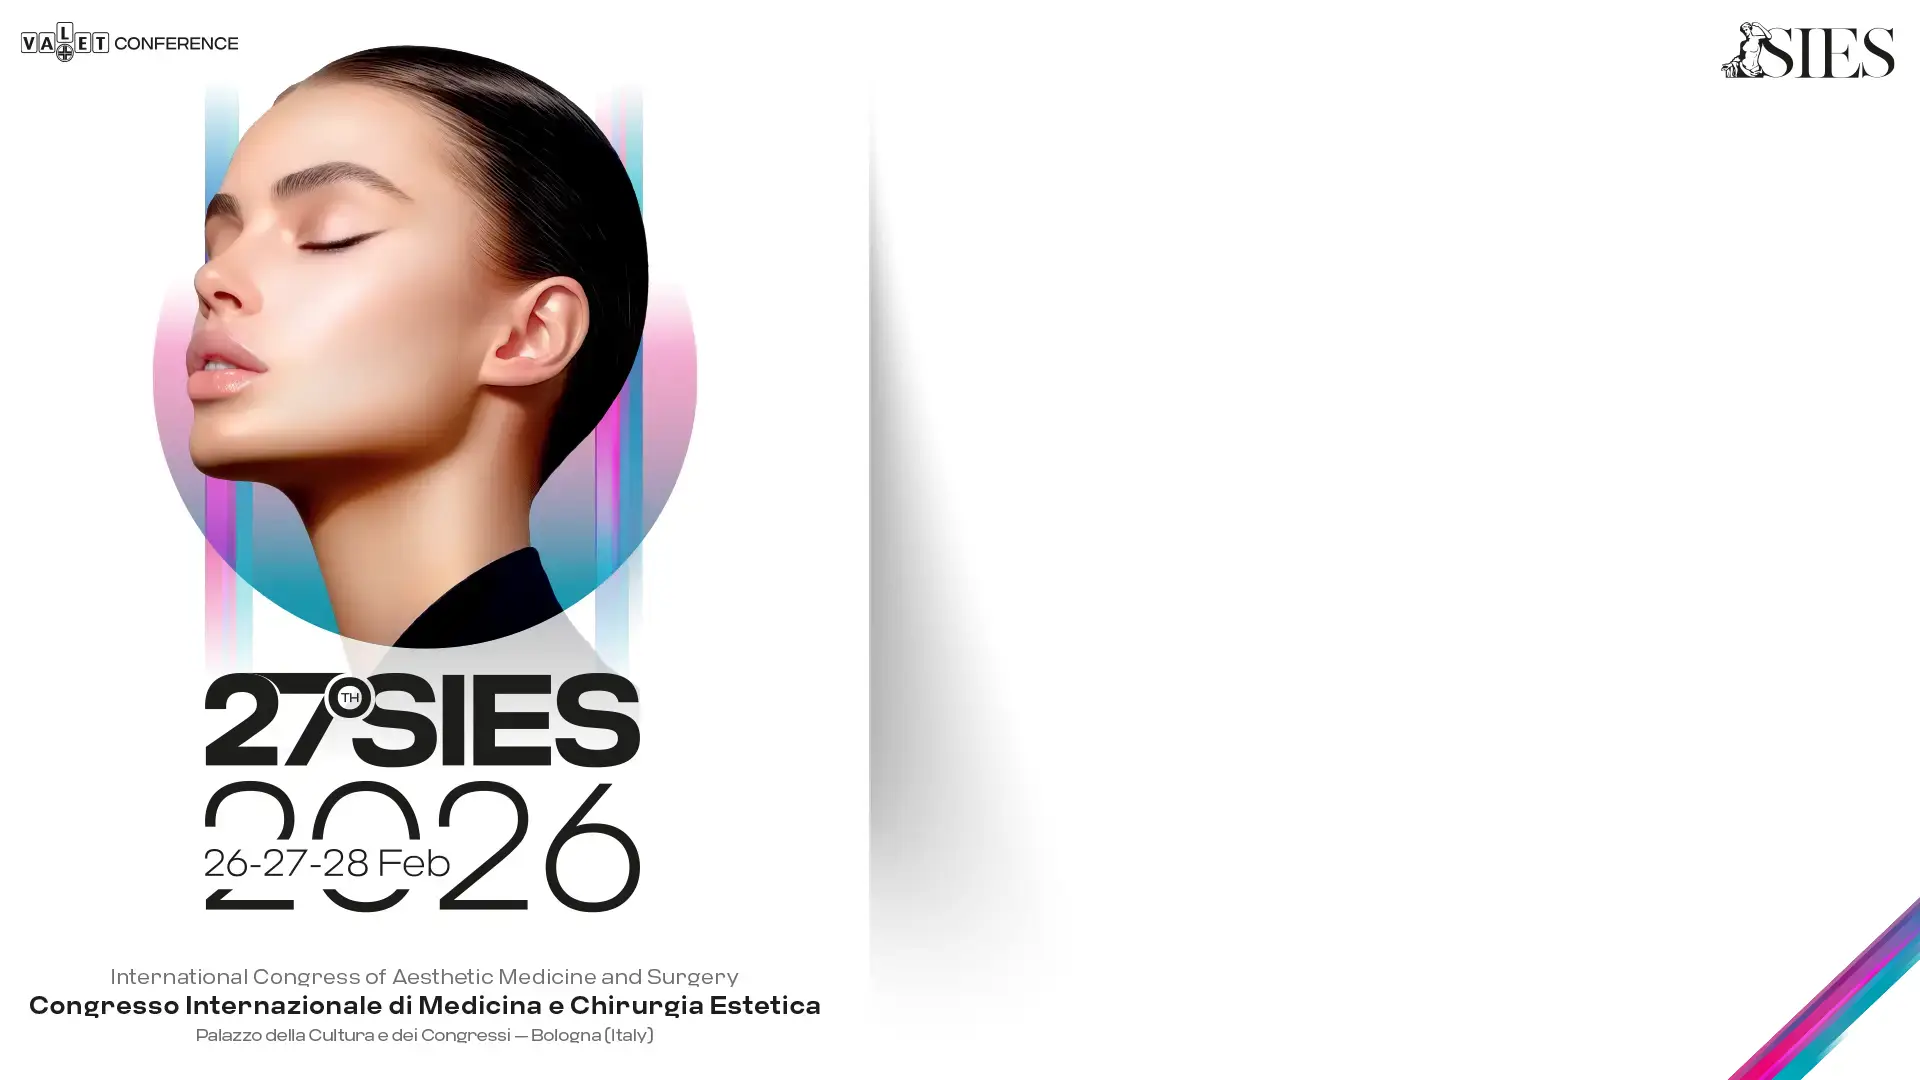 VALET CONFERENCE
SIES
27TH SIES
2026
26-27-28 Feb
International Congress of Aesthetic Medicine and Surgery
Congresso Internazionale di Medicina e Chirurgia Estetica
Palazzo della Cultura e dei Congressi — Bologna (Italy)